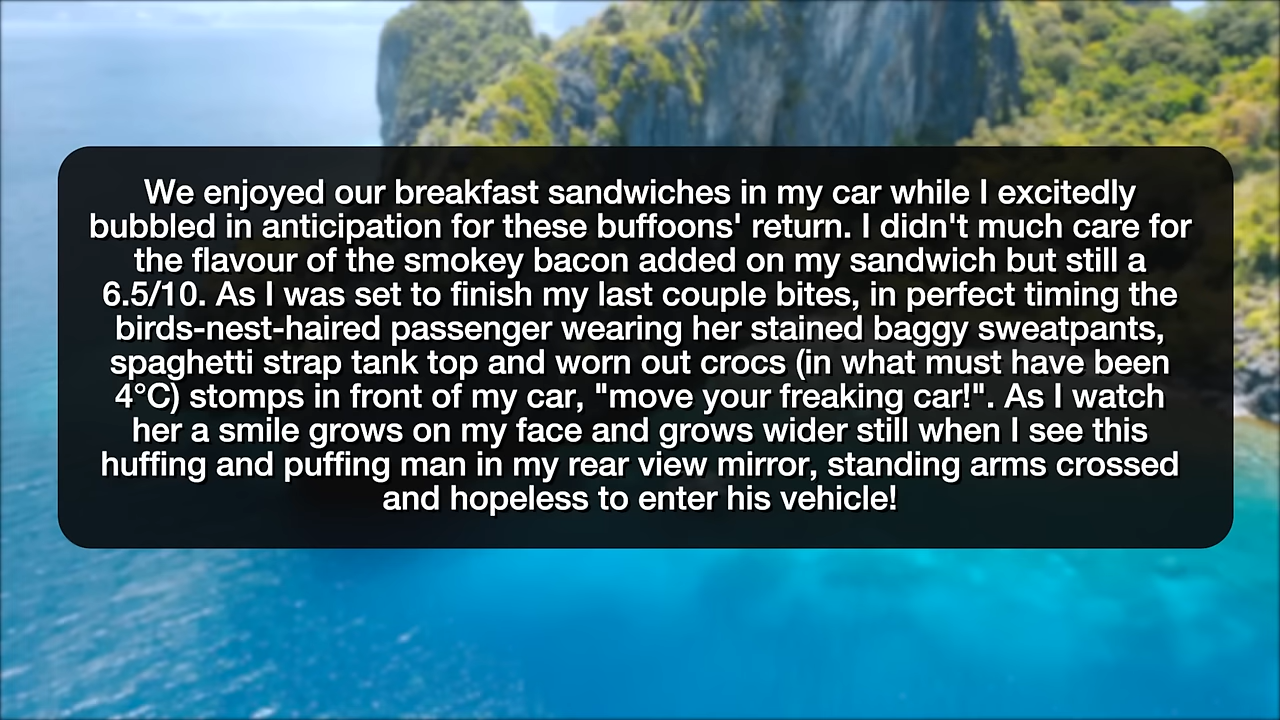 We enjoyed our breakfast sandwiches in my car while I excitedly
bubbled in anticipation for these buffoons' return. I didn't much care for
the flavour of the smokey bacon added on my sandwich but still a
6.5/10. As I was set to finish my last couple bites, in perfect timing the
birds-nest-haired passenger wearing her stained baggy sweatpants,
spaghetti strap tank top and worn out crocs (in what must have been
4°C) stomps in front of my car, "move your freaking car!". As I watch
her a smile grows on my face and grows wider still when I see this
huffing and puffing man in my rear view mirror, standing arms crossed
and hopeless to enter his vehicle!